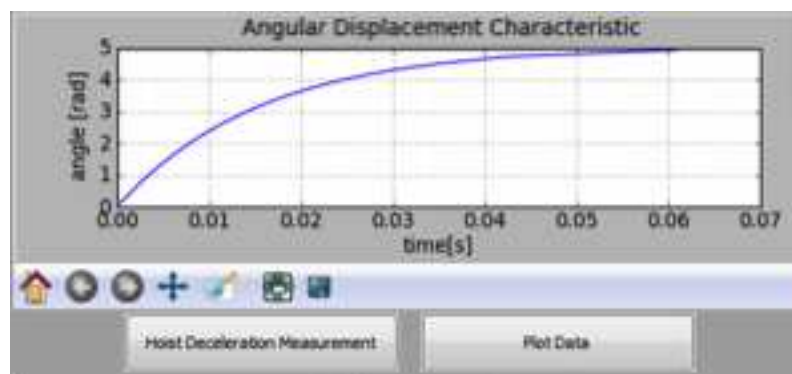 Angular Displacement Characteristic
5
4
3
2
1
0
angle [rad]
0.00 0.01 0.02 0.03 0.04 0.05 0.06 0.07
time[s]
Hoist Deceleration Measurement
Plot Data